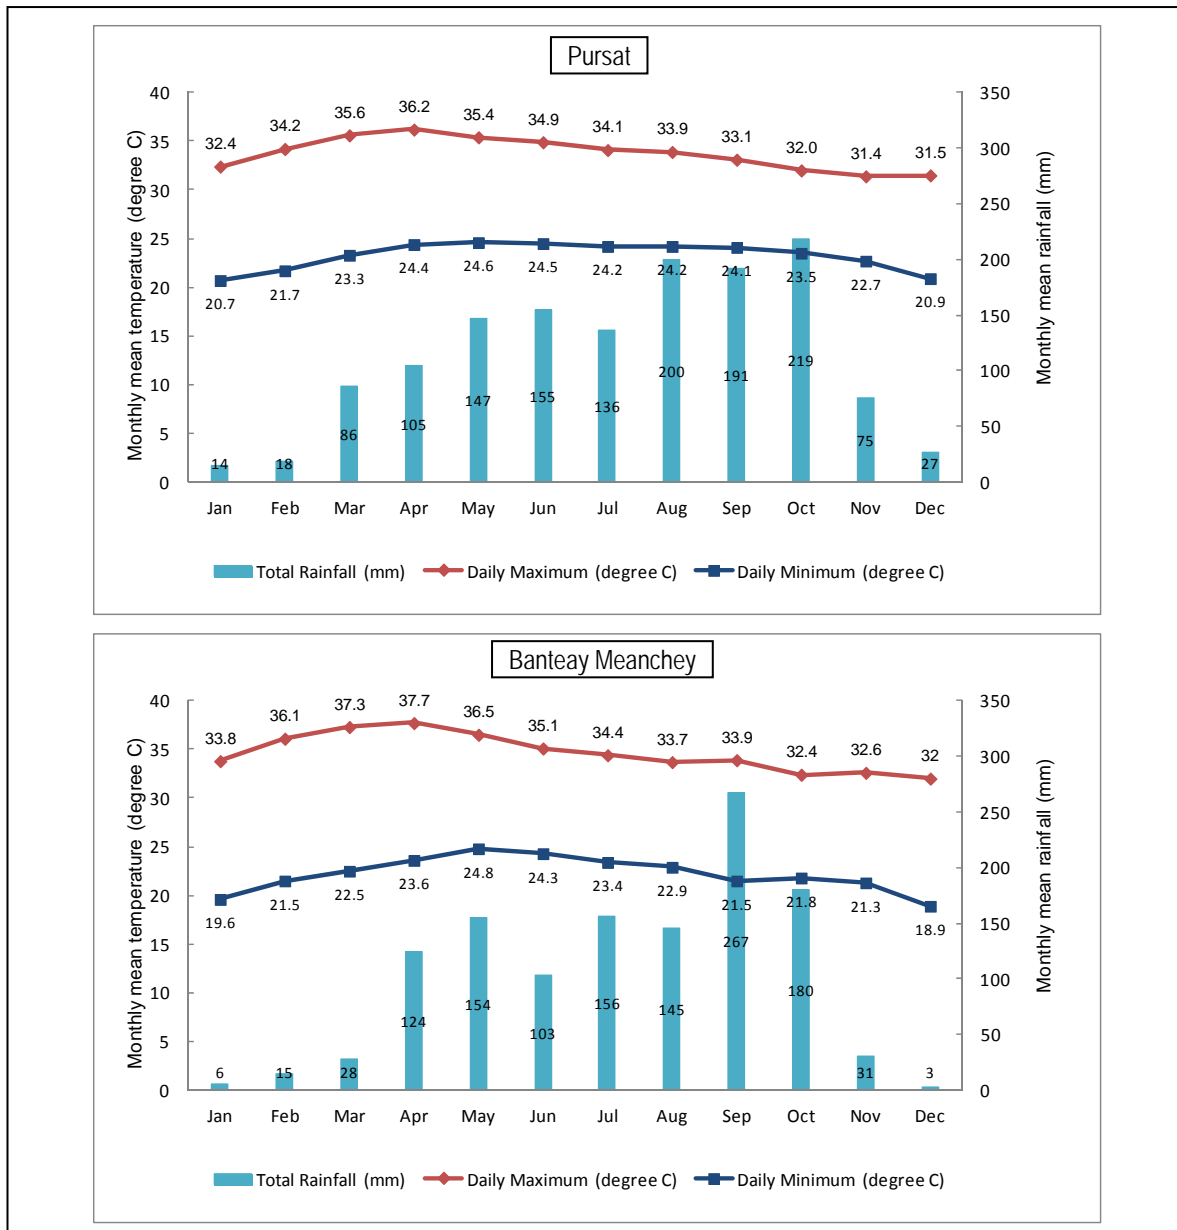 Pursat
Monthly mean temperature (degree C)
Monthly mean rainfall (mm)
40
35
30
25
20
15
10
5
0
350
300
250
200
150
100
50
0
32.4 34.2 35.6 36.2 35.4 34.9 34.1 33.9 33.1 32.0 31.4 31.5
20.7 21.7 23.3 24.4 24.6 24.5 24.2 24.2 24.1 23.5 22.7 20.9
14 18 86 105 147 155 136 200 191 219 75 27
Jan Feb Mar Apr May Jun Jul Aug Sep Oct Nov Dec
Total Rainfall (mm) Daily Maximum (degree C) Daily Minimum (degree C)
Banteay Meanchey
Monthly mean temperature (degree C)
Monthly mean rainfall (mm)
40
35
30
25
20
15
10
5
0
350
300
250
200
150
100
50
0
33.8 36.1 37.3 37.7 36.5 35.1 34.4 33.7 33.9 32.4 32.6 32
19.6 21.5 22.5 23.6 24.8 24.3 23.4 22.9 21.5 21.8 21.3 18.9
6 15 28 124 154 103 156 145 267 180 31 3
Jan Feb Mar Apr May Jun Jul Aug Sep Oct Nov Dec
Total Rainfall (mm) Daily Maximum (degree C) Daily Minimum (degree C)